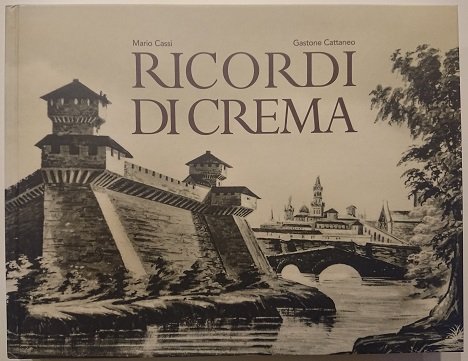 Mario Cassi Gastone Cattaneo
RICORDI
DI CREMA